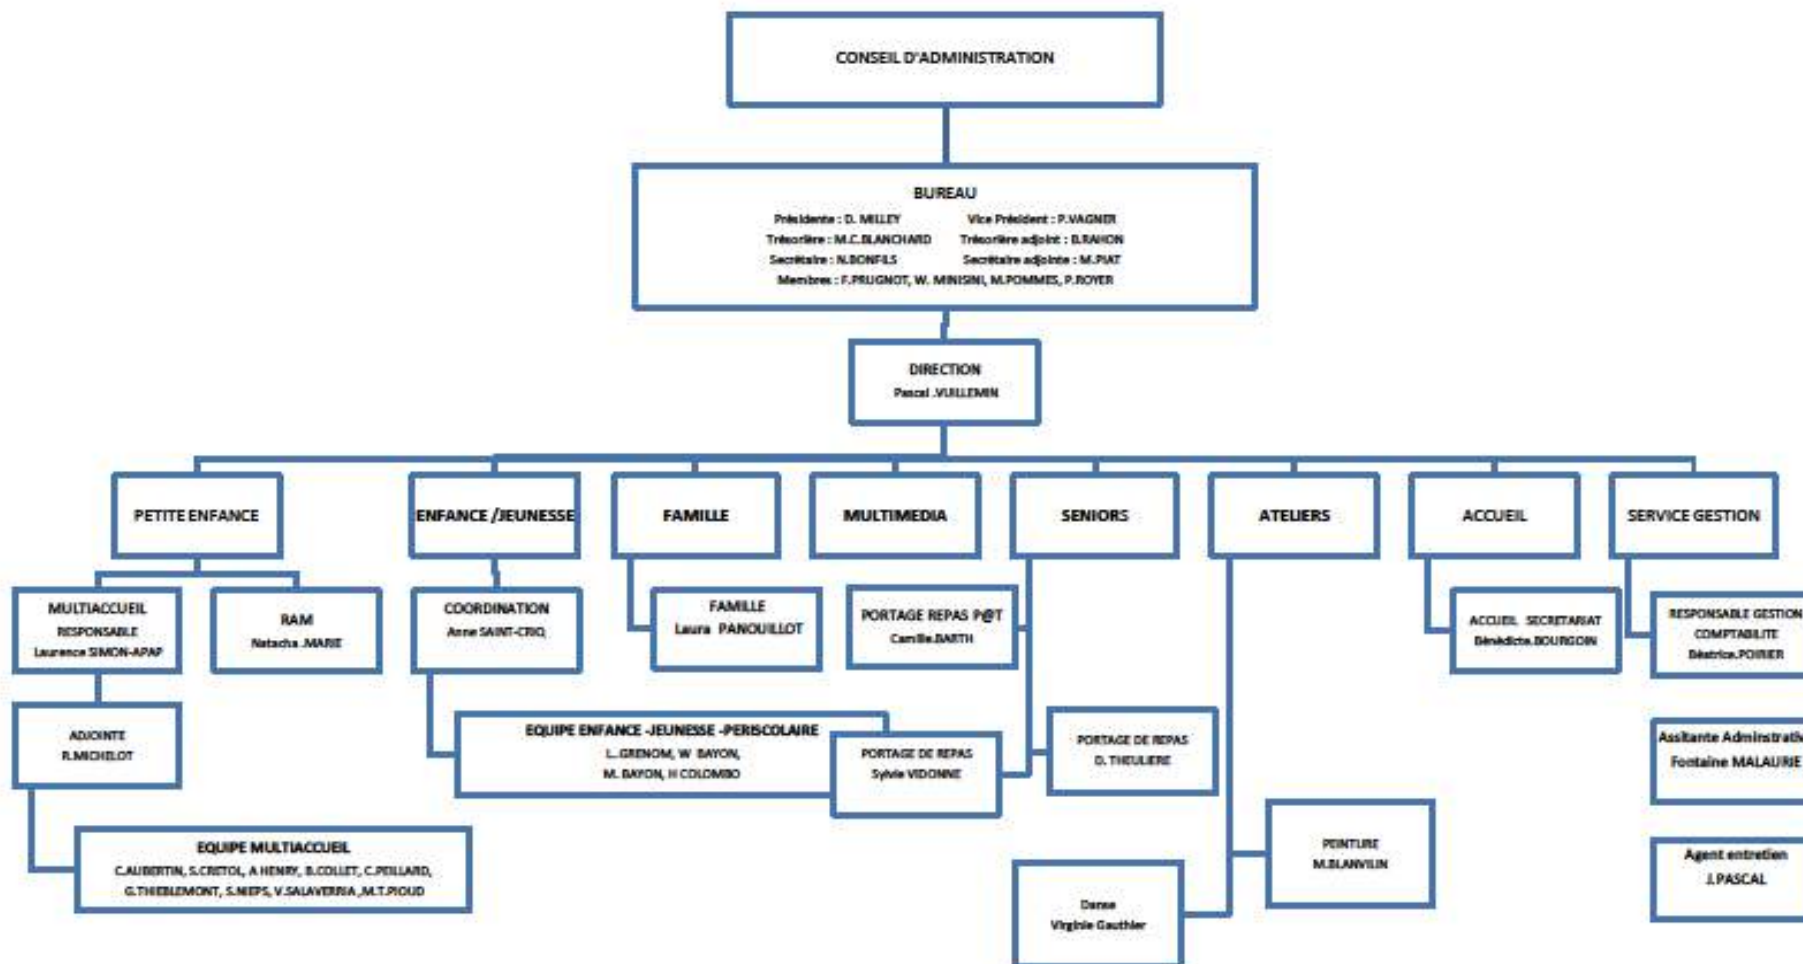 CONSEIL D'ADMINISTRATION
BUREAU
Présidente : D. MILLEY Vice Président : P.VAGNER
Trésorière : M.C.BLANCHARD Trésorière adjoint : B.RAHON
Secrétaire : N.BONFILS Secrétaire adjointe : M.PIAT
Membres : F.PRUGNOT, W. MINISINI, M.POMMES, P.ROYER
DIRECTION
Pascal .VUILLEMIN
PETITE ENFANCE
ENFANCE /JEUNESSE
FAMILLE
MULTIMEDIA
SENIORS
ATELIERS
ACCUEIL
SERVICE GESTION
MULTIACCUEIL
RESPONSABLE
Laurence SIMON-APAP
RAM
Natacha .MARIE
COORDINATION
Anne SAINT-CRIQ
FAMILLE
Laura PANOUILLOT
PORTAGE REPAS P@T
Camille.BARTH
ACCUEIL SECRETARIAT
Bénédicte.BOURGOIN
RESPONSABLE GESTION
COMPTABILITE
Béatrice.POIRIER
ADJOINTE
R.MICHELOT
EQUIPE ENFANCE -JEUNESSE -PERISCOLAIRE
L..GRENOM, W BAYON,
M. BAYON, H COLOMBO
PORTAGE DE REPAS
Sylvie VIDONNE
PORTAGE DE REPAS
D. THEULIERE
Assitante Adminstrative
Fontaine MALAURIE
EQUIPE MULTIACCUEIL
C.AUBERTIN, S.CRETOL, A HENRY, B.COLLET, C.PEILLARD,
G.THIEBLEMONT, S.NIEPS, V.SALAVERRIA ,M.T.PIOUD
PEINTURE
M.BLANVILIN
Danse
Virginie Gauthier
Agent entretien
J.PASCAL